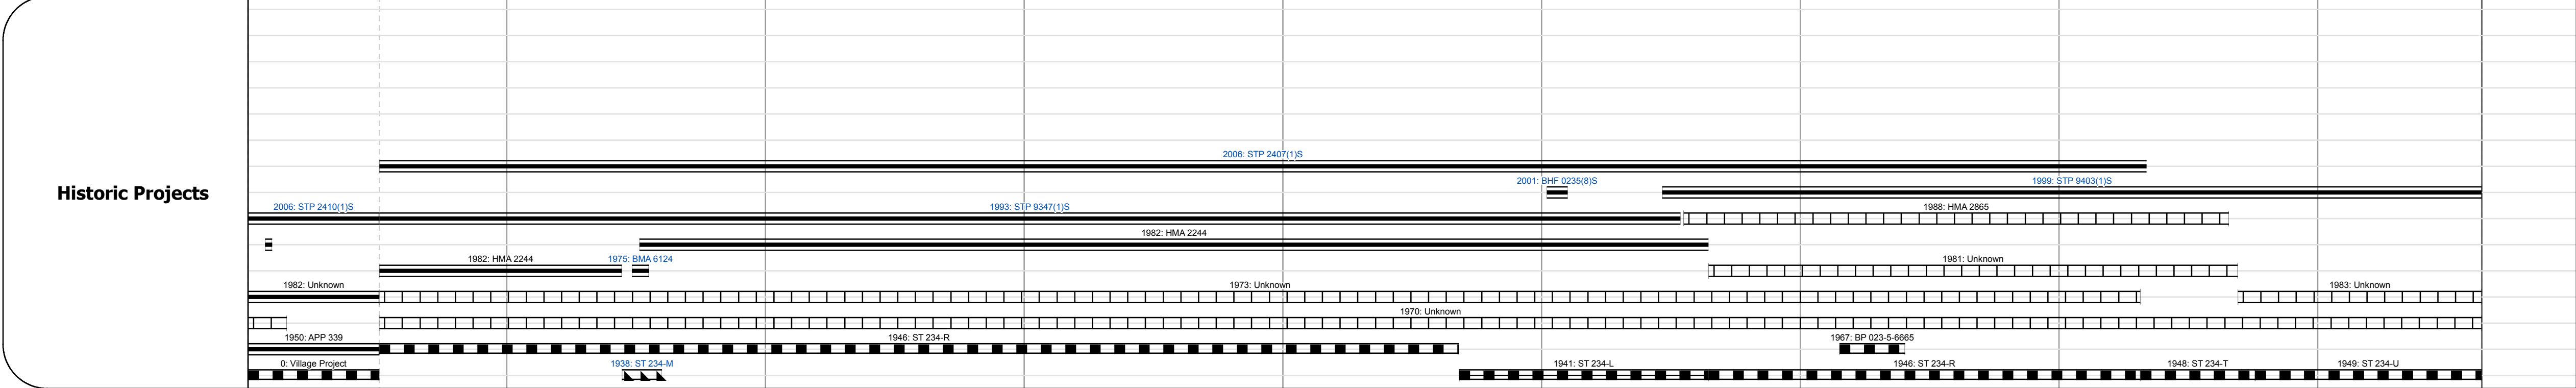 2006: STP 2407(1)S
2001: BHF 0235(8)S
1999: STP 9403(1)S
Historic Projects
2006: STP 2410(1)S
1993: STP 9347(1)S
1988: HMA 2865
1982: HMA 2244
1982: HMA 2244
1975: BMA 6124
1981: Unknown
1982: Unknown
1973: Unknown
1983: Unknown
1970: Unknown
1950: APP 339
1946: ST 234-R
1967: BP 023-5-6665
0: Village Project
1938: ST 234-M
1941: ST 234-L
1946: ST 234-R
1948: ST 234-T
1949: ST 234-U